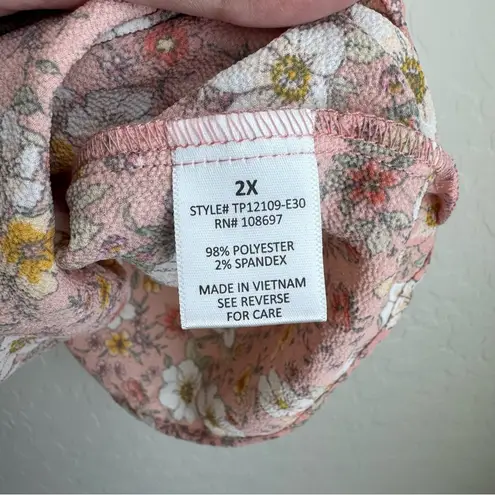 2X
STYLE# TP12109-E30
RN# 108697
98% POLYESTER
2% SPANDEX
MADE IN VIETNAM
SEE REVERSE
FOR CARE